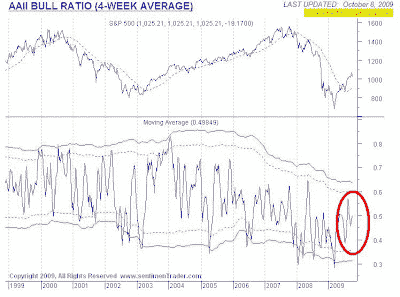 AAII BULL RATIO (4-WEEK AVERAGE)
LAST UPDATED: October 8, 2009
S&P 500 (1,025.21, 1,025.21, 1,025.21, -19.1700)
1600
1400
1200
1000
800
Moving Average (0.49849)
0.8
0.7
0.6
0.5
0.4
0.3
Copyright 2009, All Rights Reserved. www.sentimenTrader.com
1999 2000 2001 2002 2003 2004 2005 2006 2007 2008 2009